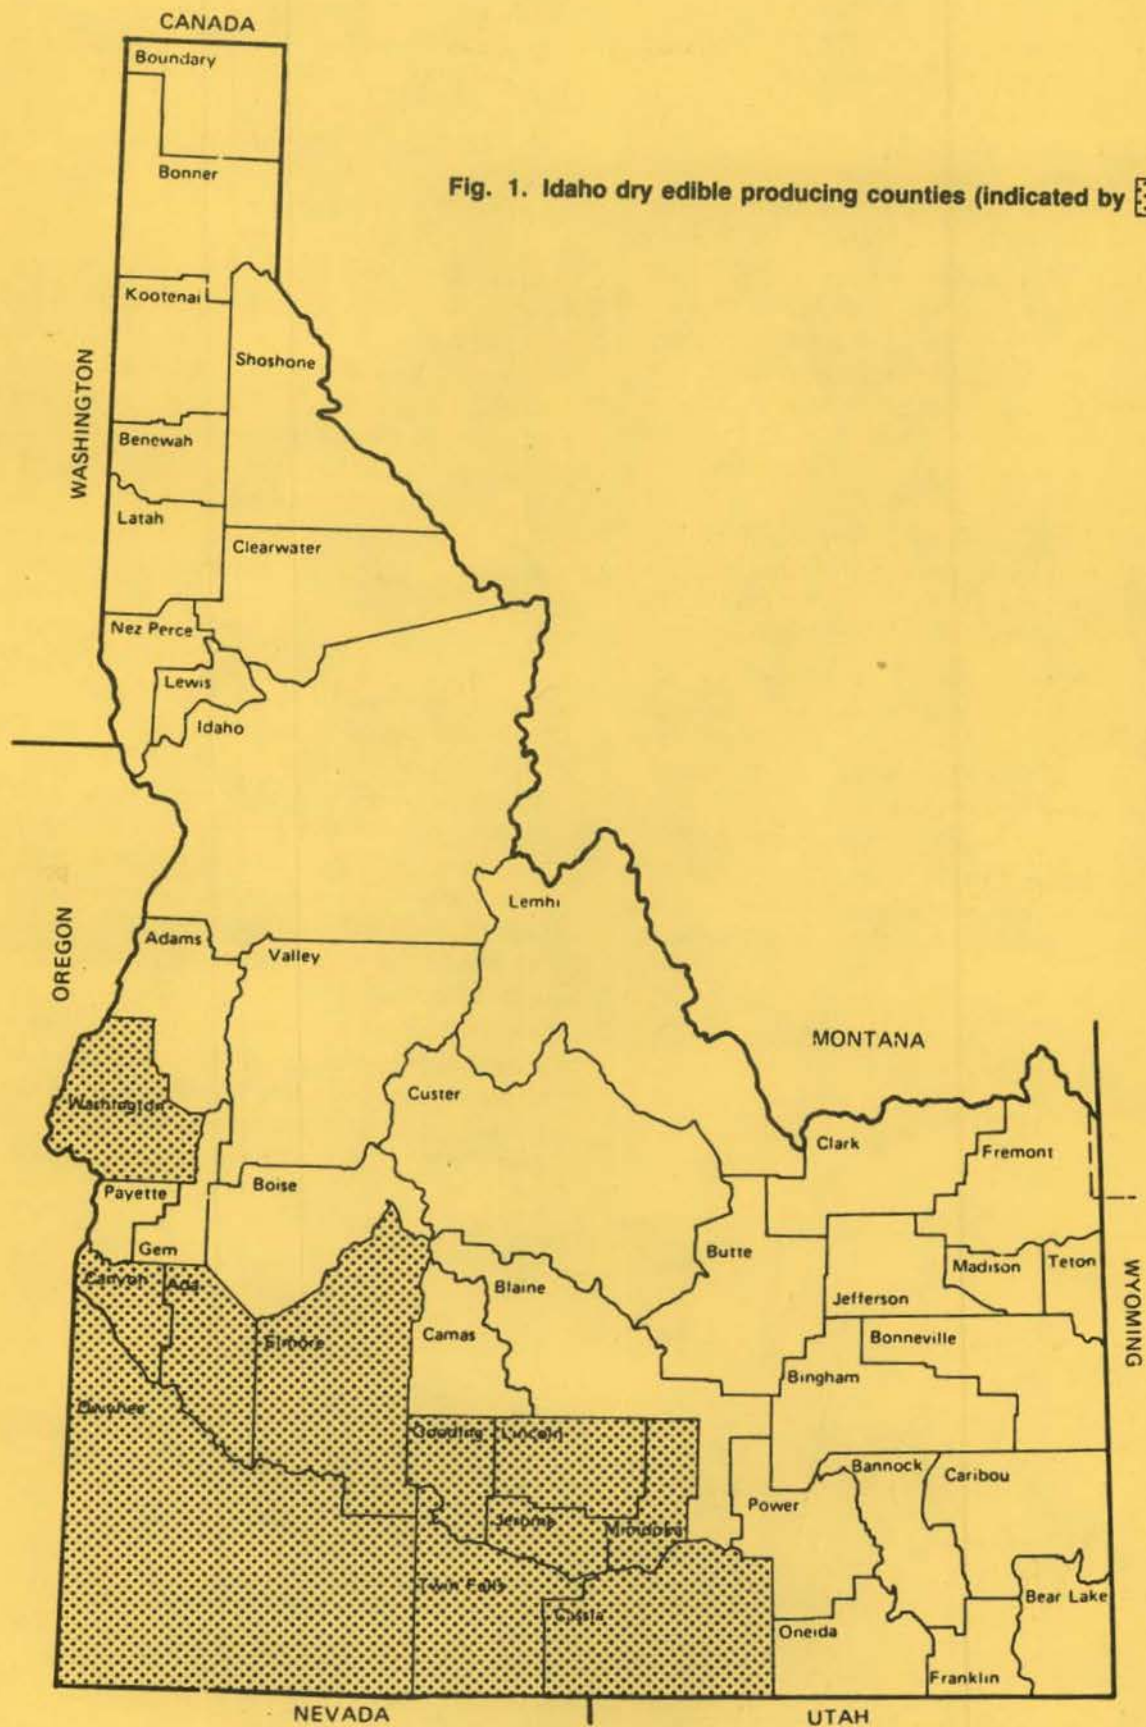 CANADA
Boundary
Bonner
Fig. 1. Idaho dry edible producing counties (indicated by
Kootenai
Shoshone
WASHINGTON
Benewah
Latah
Clearwater
Nez Perce
Lewis
Idaho
Lemhi
OREGON
Adams
Valley
MONTANA
Custer
Washington
Clark
Fremont
Payette
Boise
Gem
Butte
Madison
Teton
Canyon
Ada
Blaine
Jefferson
WYOMING
Elmore
Camas
Bonneville
Bingham
Owyhee
Gooding
Lincoln
Bannock
Caribou
Power
Jerome
Minidoka
Twin Falls
Cassia
Bear Lake
Oneida
Franklin
NEVADA
UTAH